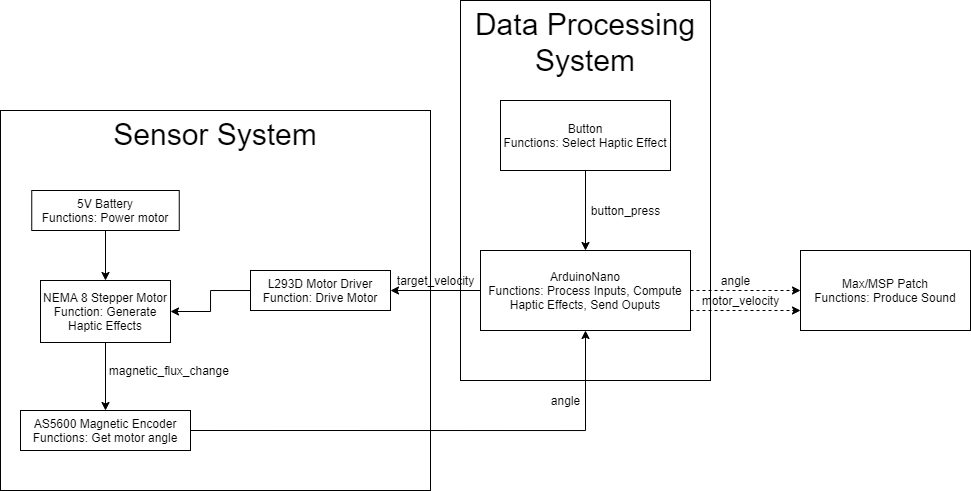 Data Processing
System
Button
Functions: Select Haptic Effect
button_press
Sensor System
5V Battery
Functions: Power motor
NEMA 8 Stepper Motor
Function: Generate
Haptic Effects
L293D Motor Driver
Function: Drive Motor
target_velocity
ArduinoNano
Functions: Process Inputs, Compute
Haptic Effects, Send Ouputs
angle
motor_velocity
Max/MSP Patch
Functions: Produce Sound
magnetic_flux_change
AS5600 Magnetic Encoder
Functions: Get motor angle
angle